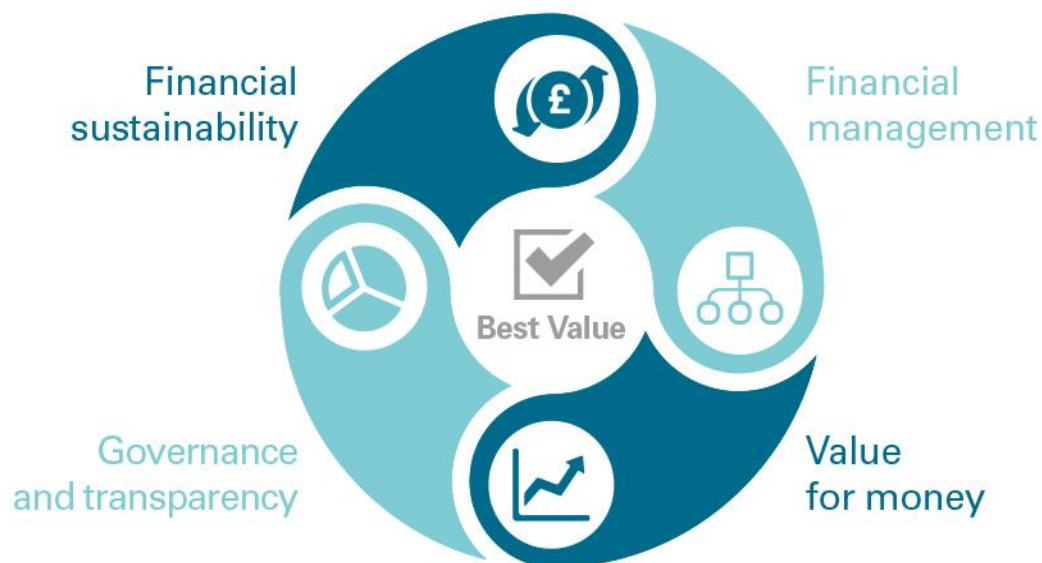 Financial
sustainability
Financial
management
£
Best Value
Governance
and transparency
Value
for money